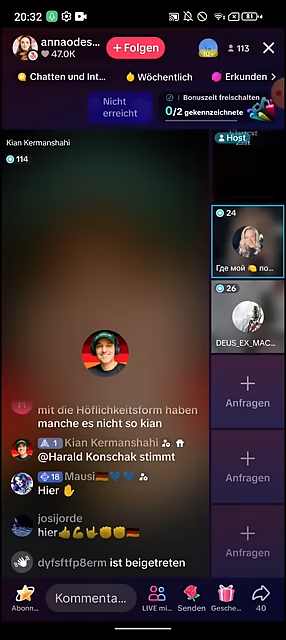 20:32
81
annaodes...
47.0K
+ Folgen
113
Chatten und Int...
Wöchentlich
Erkunden
Nicht
erreicht
Bonuszeit freischalten
0/2 gekennzeichnete
Kian Kermanshahi
114
Host
24
Где мой 🍋 по...
26
DEUS_EX_MAC...
Anfragen
Anfragen
Anfragen
mit die Höflichkeitsform haben
manche es nicht so kian
1 Kian Kermanshahi
@Harald Konschak stimmt
18 Mausi🇩🇪💙💙
Hier ✋
josijorde
hier👍💪🤘✊✊🇩🇪
dyfsftfp8erm ist beigetreten
Abonn...
Kommenta...
LIVE mi...
Senden
Gesche...
40